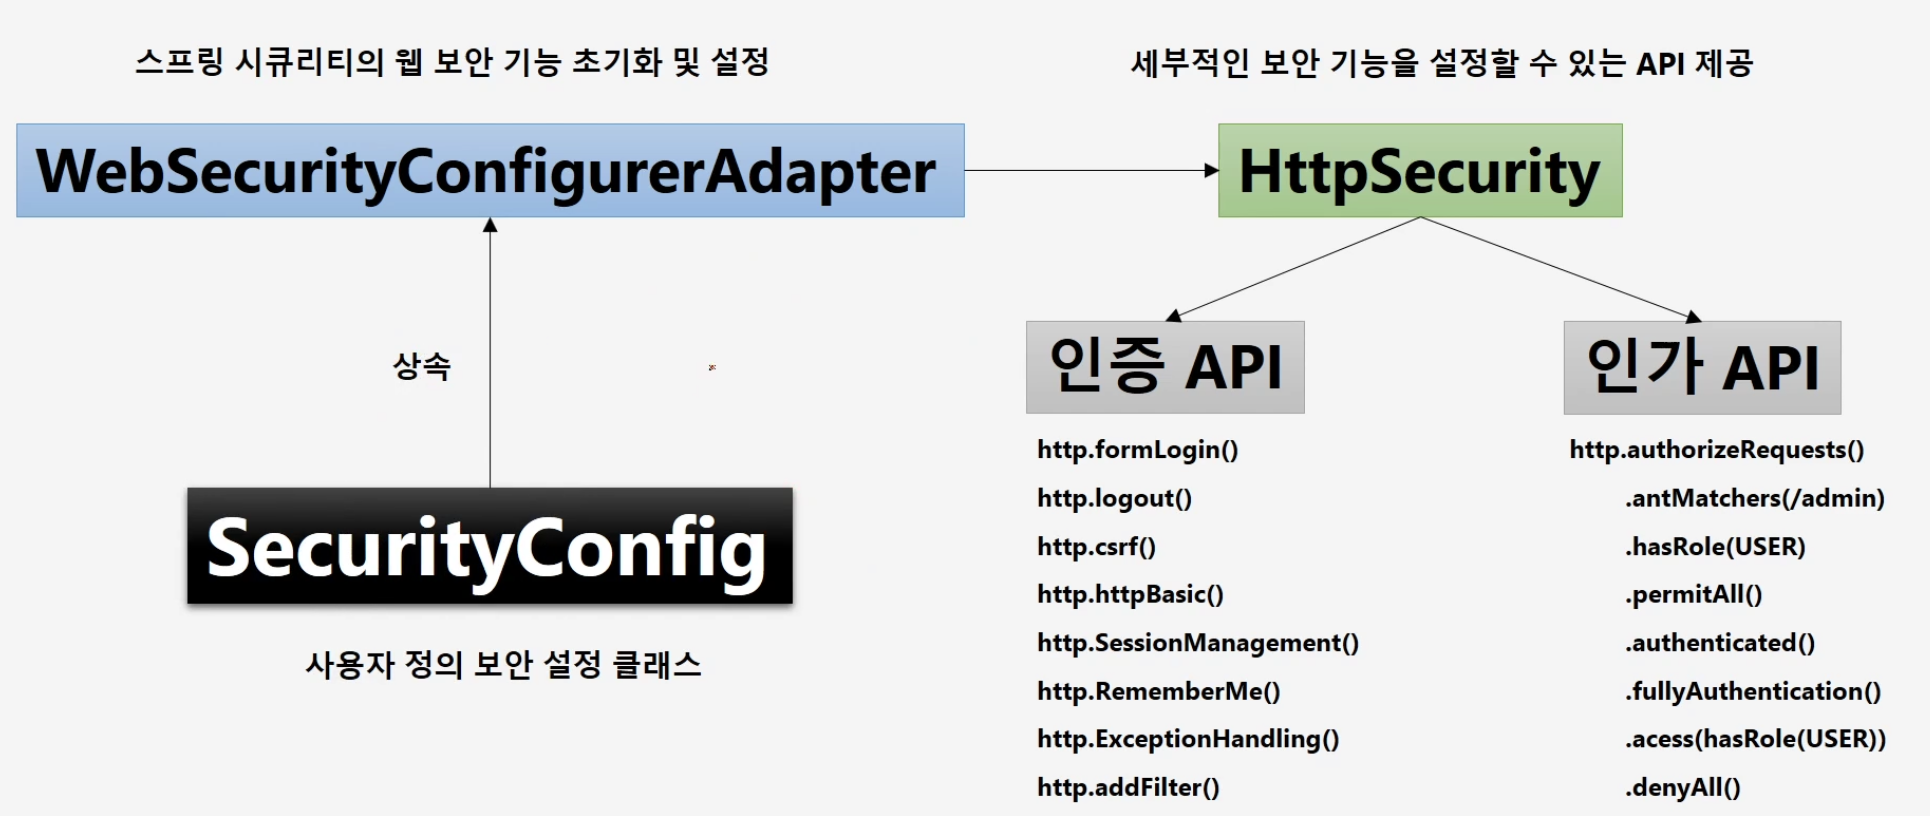 스프링 시큐리티의 웹 보안 기능 초기화 및 설정
WebSecurityConfigurerAdapter
상속
SecurityConfig
사용자 정의 보안 설정 클래스
세부적인 보안 기능을 설정할 수 있는 API 제공
HttpSecurity
인증 API
http.formLogin()
http.logout()
http.csrf()
http.httpBasic()
http.SessionManagement()
http.RememberMe()
http.ExceptionHandling()
http.addFilter()
인가 API
http.authorizeRequests()
.antMatchers(/admin)
.hasRole(USER)
.permitAll()
.authenticated()
.fullyAuthentication()
.acess(hasRole(USER))
.denyAll()